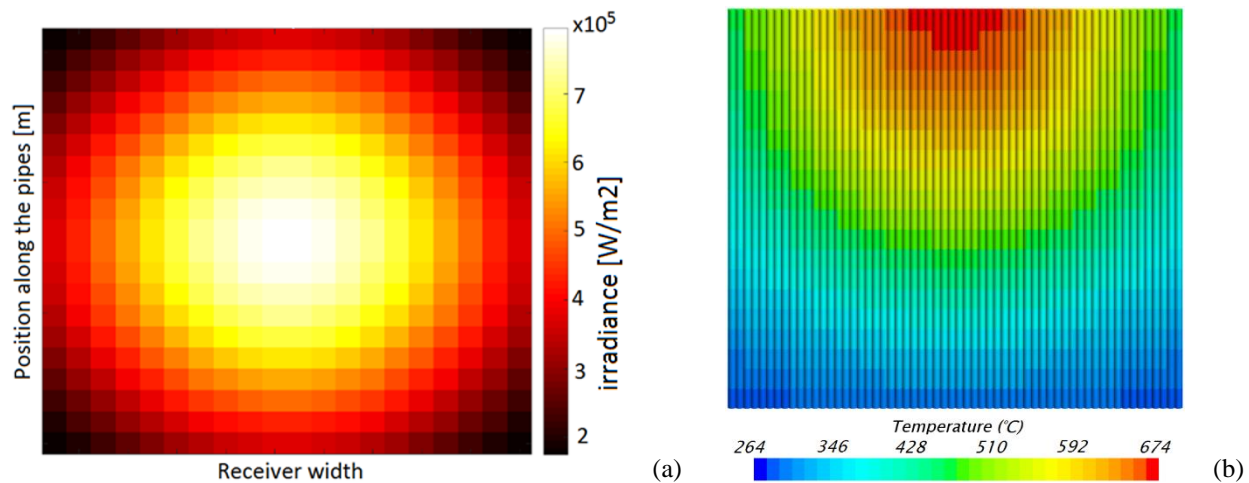 Position along the pipes [m]
Receiver width
x10⁵
7
6
5
4
3
2
irradiance [W/m2]
(a)
Temperature (°C)
264 346 428 510 592 674
(b)